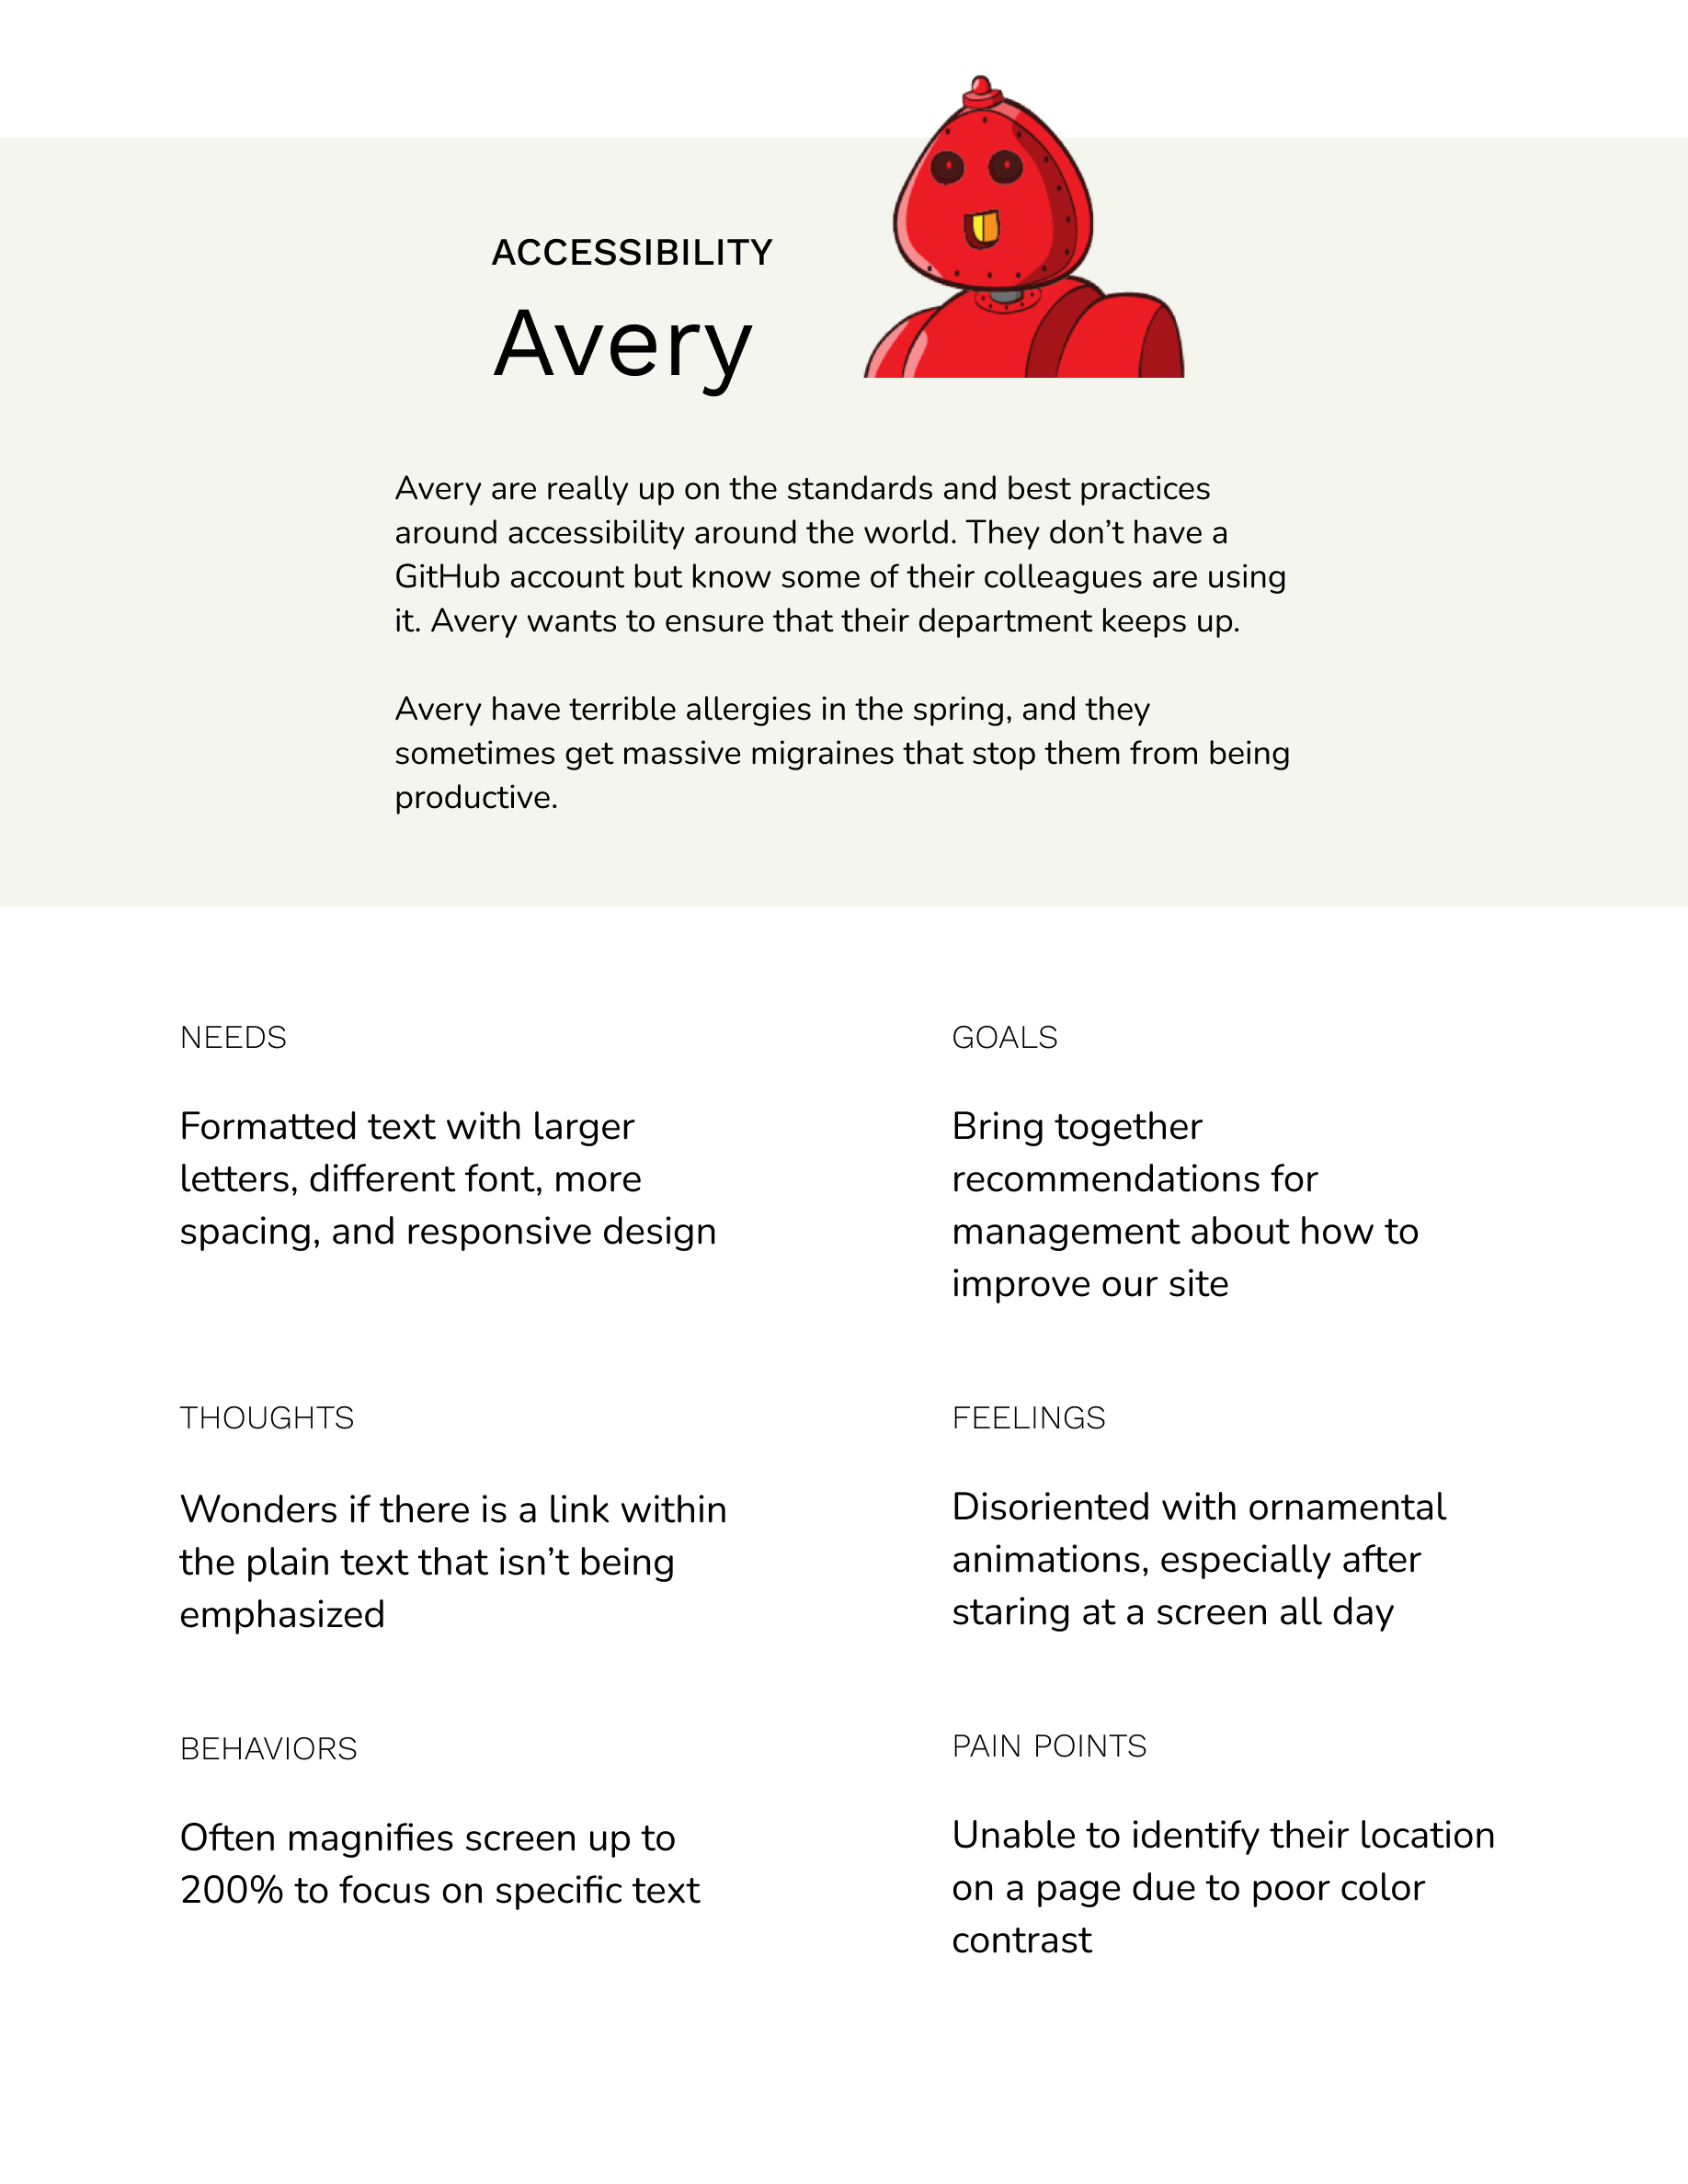 ACCESSIBILITY
Avery
Avery are really up on the standards and best practices
around accessibility around the world. They don’t have a
GitHub account but know some of their colleagues are using
it. Avery wants to ensure that their department keeps up.
Avery have terrible allergies in the spring, and they
sometimes get massive migraines that stop them from being
productive.
NEEDS
Formatted text with larger
letters, different font, more
spacing, and responsive design
GOALS
Bring together
recommendations for
management about how to
improve our site
THOUGHTS
Wonders if there is a link within
the plain text that isn’t being
emphasized
FEELINGS
Disoriented with ornamental
animations, especially after
staring at a screen all day
BEHAVIORS
Often magnifies screen up to
200% to focus on specific text
PAIN POINTS
Unable to identify their location
on a page due to poor color
contrast